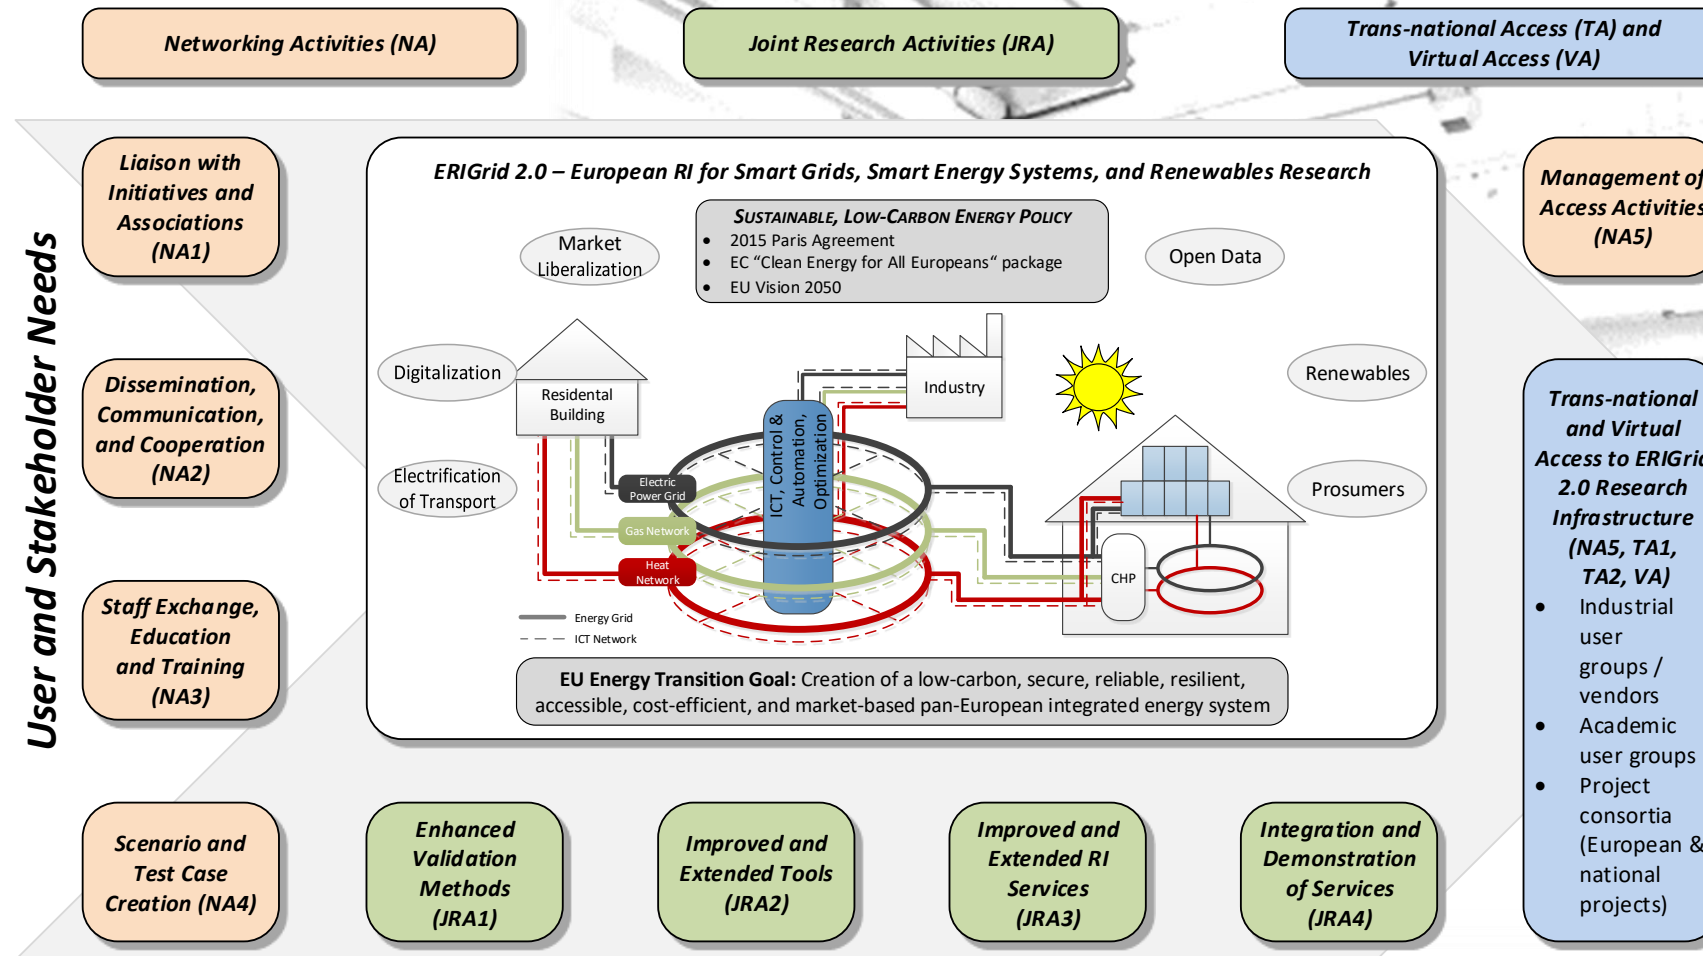 Networking Activities (NA)
Joint Research Activities (JRA)
Trans-national Access (TA) and
Virtual Access (VA)
User and Stakeholder Needs
Liaison with
Initiatives and
Associations
(NA1)
Dissemination,
Communication,
and Cooperation
(NA2)
Staff Exchange,
Education
and Training
(NA3)
Scenario and
Test Case
Creation (NA4)
ERIGrid 2.0 – European RI for Smart Grids, Smart Energy Systems, and Renewables Research
SUSTAINABLE, LOW-CARBON ENERGY POLICY
• 2015 Paris Agreement
• EC “Clean Energy for All Europeans“ package
• EU Vision 2050
Market
Liberalization
Open Data
Digitalization
Renewables
Electrification
of Transport
Prosumers
Residental
Building
Industry
ICT, Control &
Automation,
Optimization
Electric
Power Grid
Gas Network
Heat
Network
CHP
Energy Grid
ICT Network
EU Energy Transition Goal: Creation of a low-carbon, secure, reliable, resilient,
accessible, cost-efficient, and market-based pan-European integrated energy system
Enhanced
Validation
Methods
(JRA1)
Improved and
Extended Tools
(JRA2)
Improved and
Extended RI
Services
(JRA3)
Integration and
Demonstration
of Services
(JRA4)
Management of
Access Activities
(NA5)
Trans-national
and Virtual
Access to ERIGrid
2.0 Research
Infrastructure
(NA5, TA1,
TA2, VA)
• Industrial
user
groups /
vendors
• Academic
user groups
• Project
consortia
(European &
national
projects)